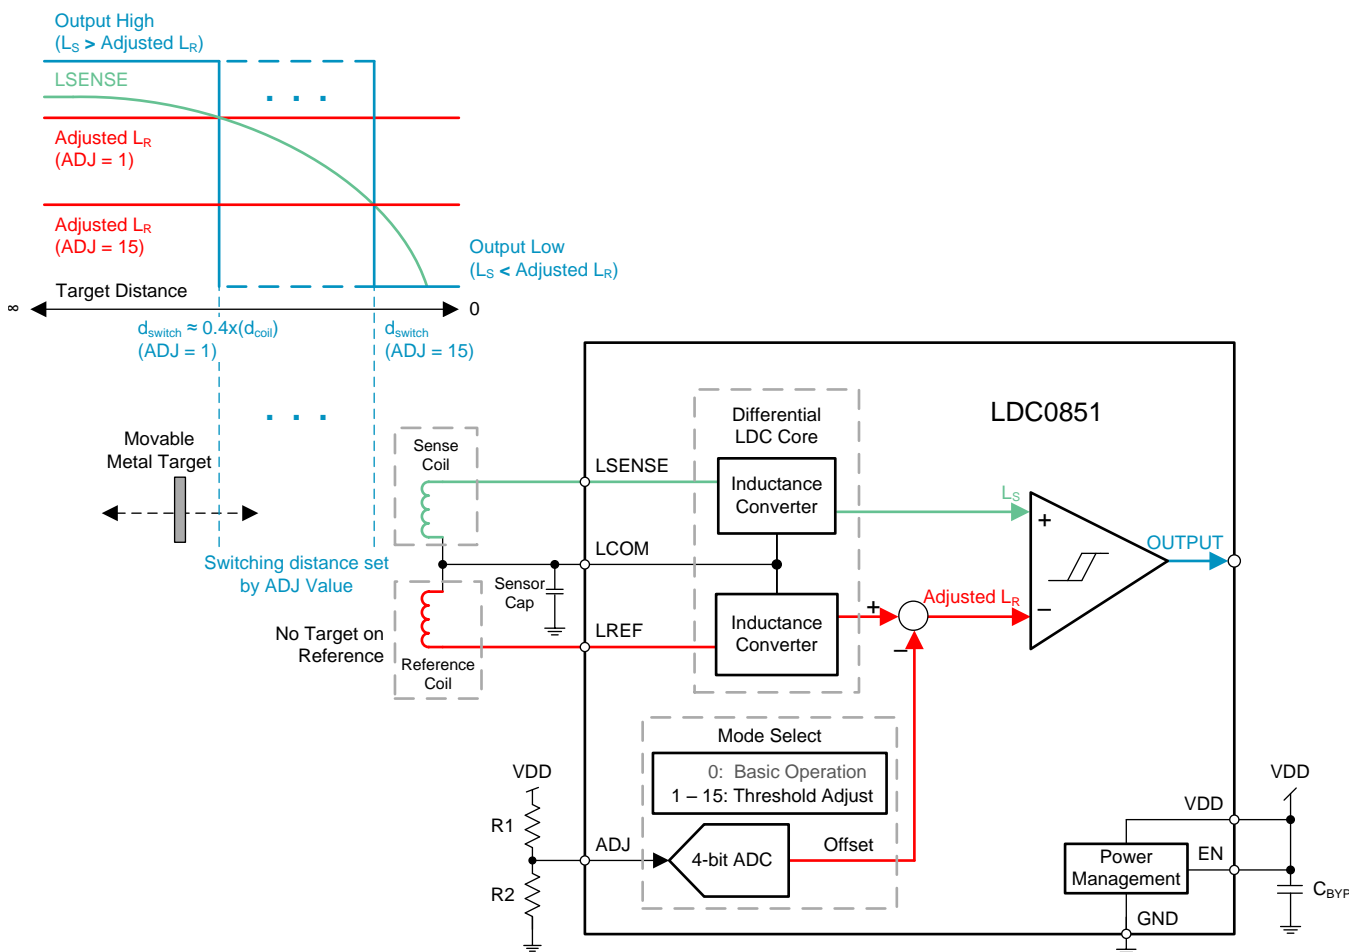 Output High
(LS > Adjusted LR)
LSENSE
. . .
Adjusted LR
(ADJ = 1)
Adjusted LR
(ADJ = 15)
Output Low
(LS < Adjusted LR)
∞
Target Distance
0
dswitch ≈ 0.4x(dcoil)
(ADJ = 1)
dswitch
(ADJ = 15)
. . .
Movable
Metal Target
Switching distance set
by ADJ Value
Sense
Coil
Sensor
Cap
No Target on
Reference
Reference
Coil
LSENSE
LCOM
LREF
Differential
LDC Core
Inductance
Converter
Inductance
Converter
LDC0851
LS
+
OUTPUT
+
Adjusted LR
−
−
Mode Select
0: Basic Operation
1 – 15: Threshold Adjust
VDD
R1
ADJ
4-bit ADC
Offset
R2
VDD
VDD
EN
Power
Management
CBYP
GND